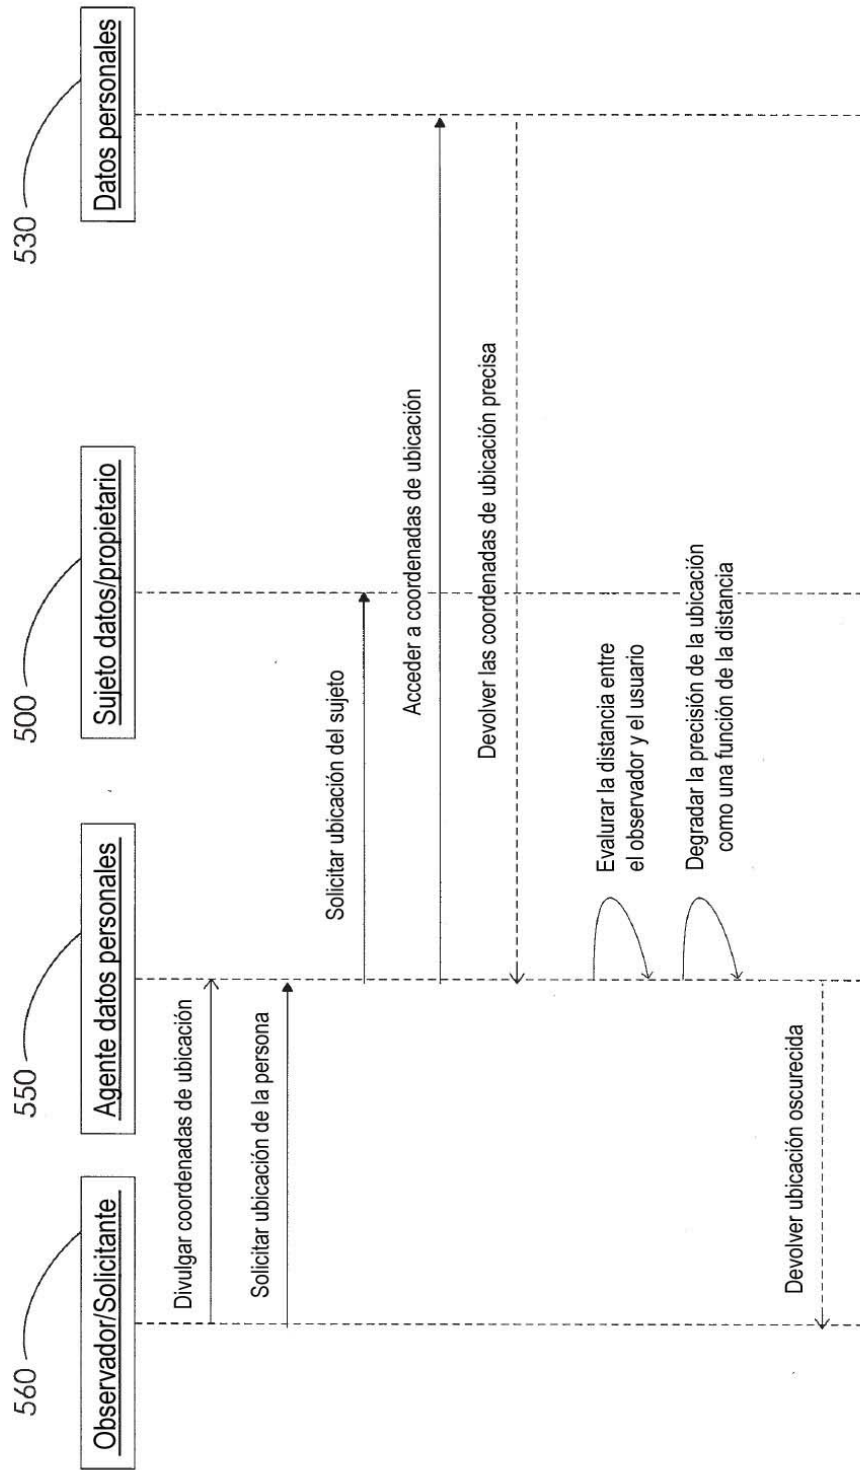 560
550
500
530
Observador/Solicitante
Agente datos personales
Sujeto datos/propietario
Datos personales
Divulgar coordenadas de ubicación
Solicitar ubicación de la persona
Solicitar ubicación del sujeto
Acceder a coordenadas de ubicación
Devolver las coordenadas de ubicación precisa
Evalurar la distancia entre
el observador y el usuario
Degradar la precisión de la ubicación
como una función de la distancia
Devolver ubicación oscurecida